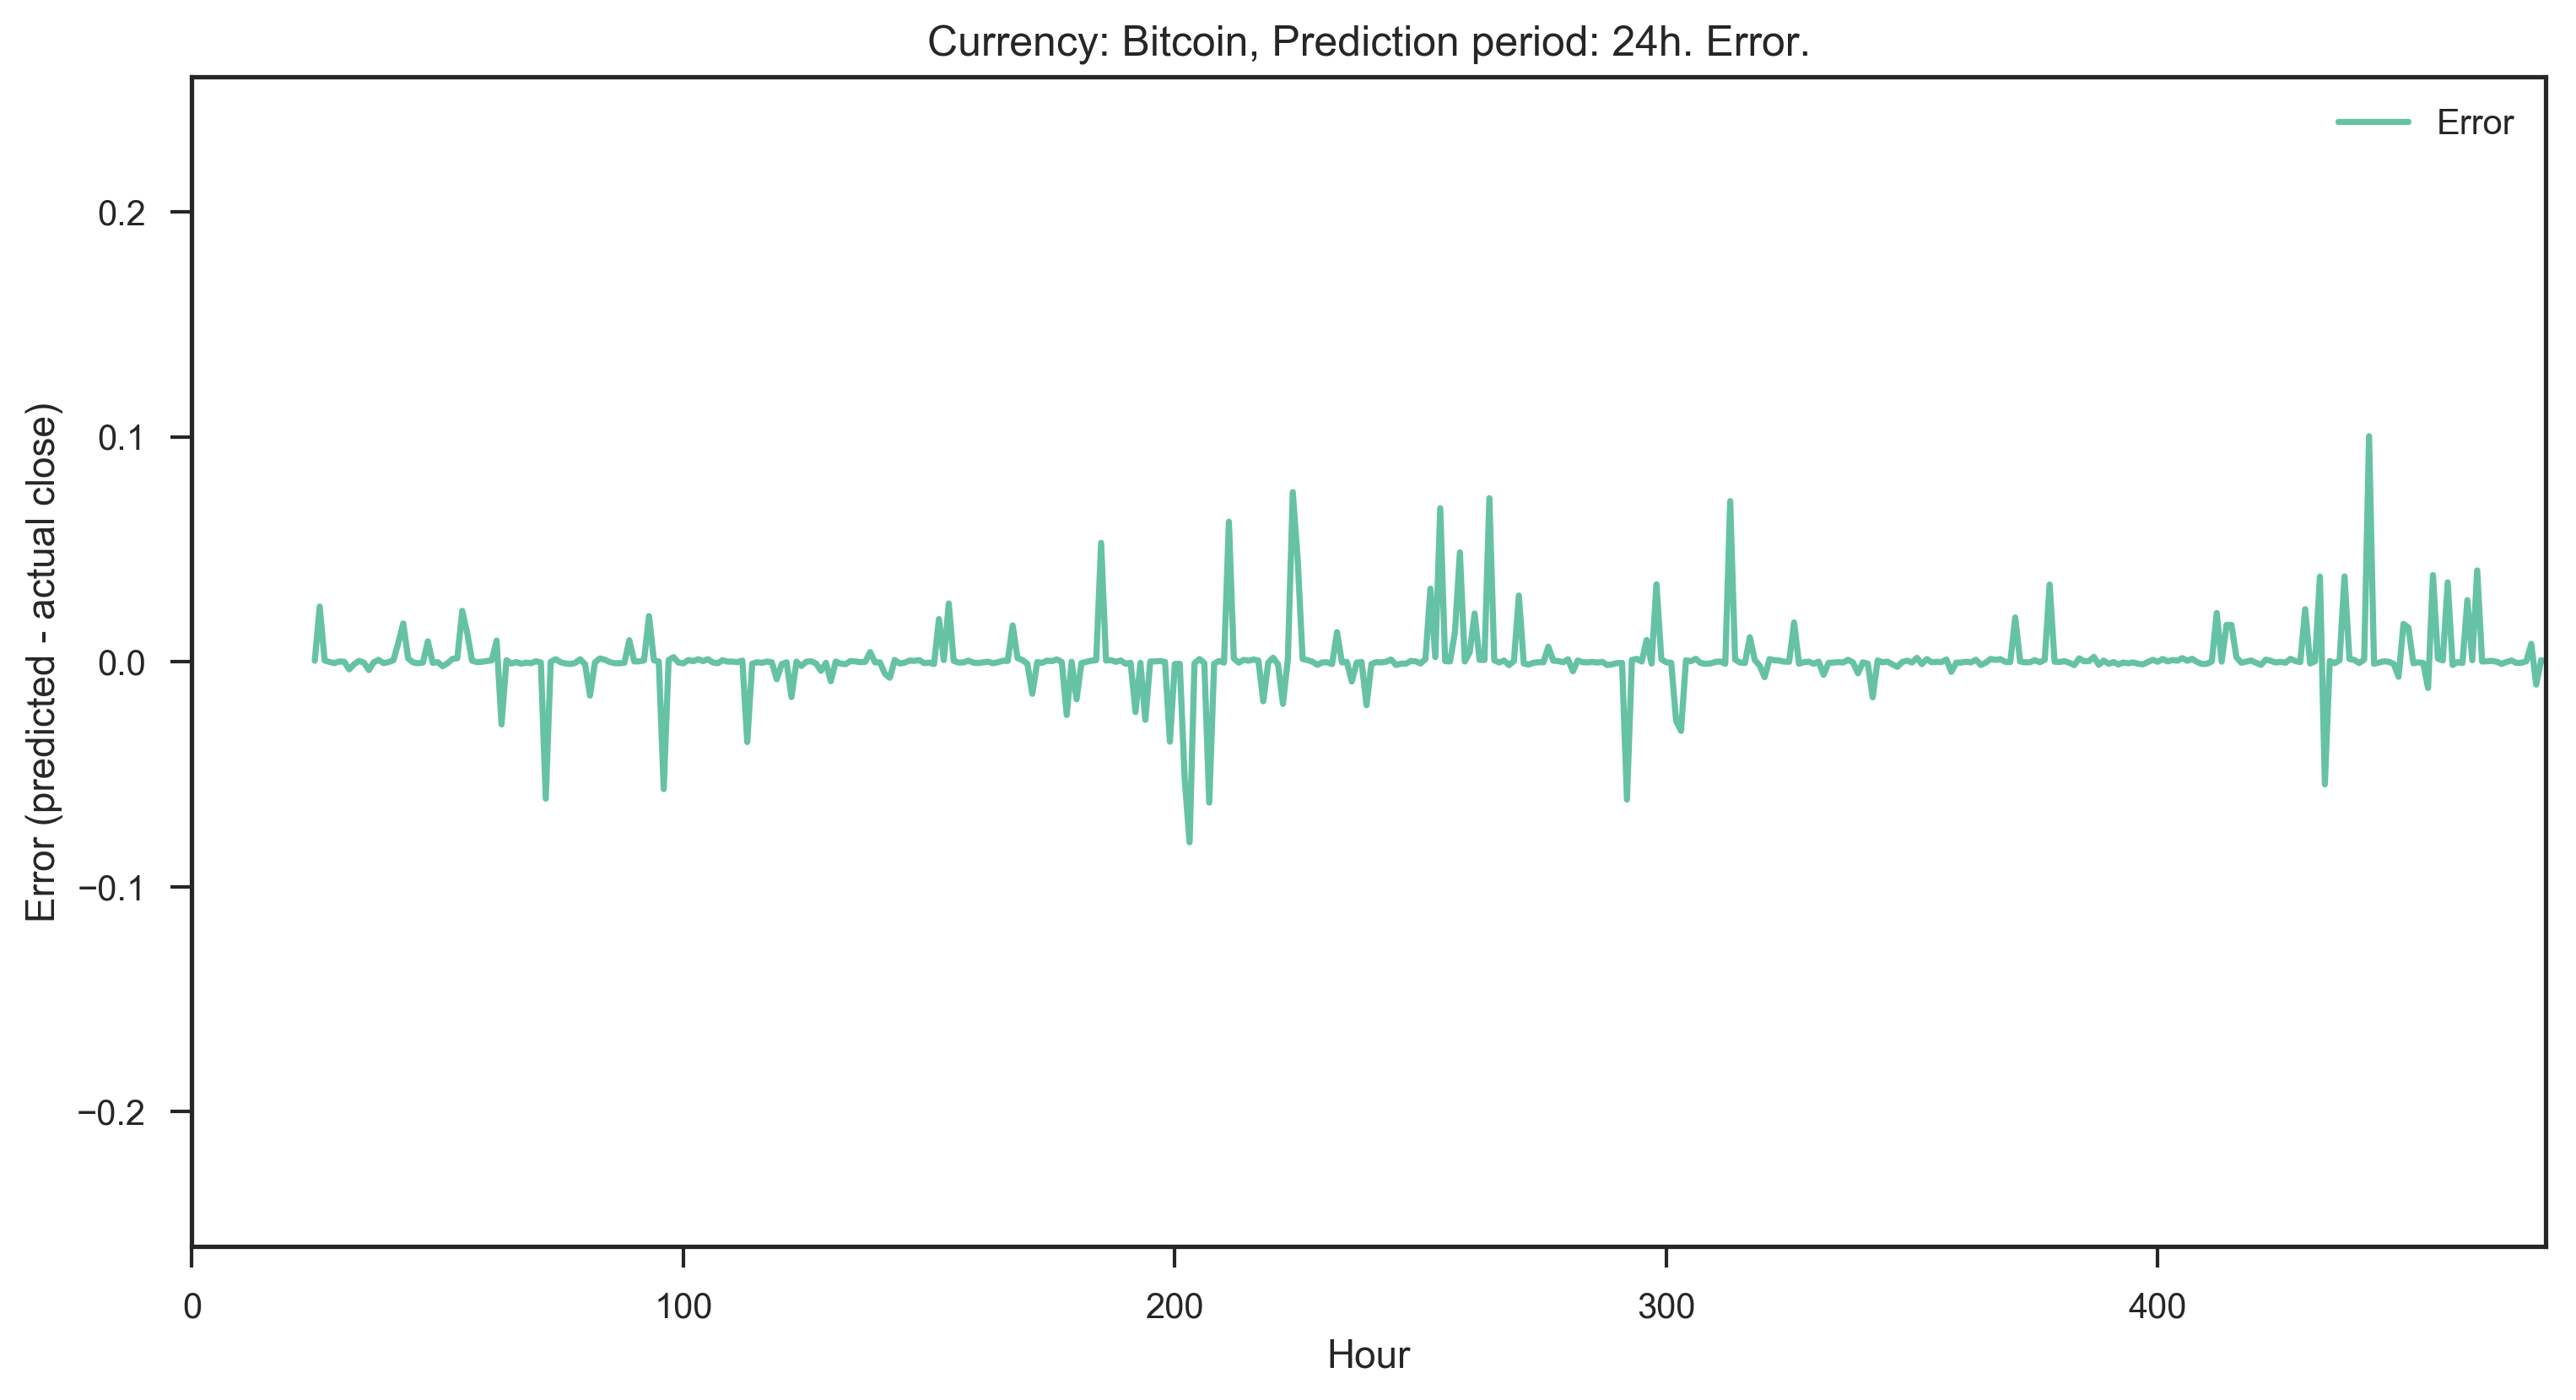 Currency: Bitcoin, Prediction period: 24h. Error.
Error
0.2
0.1
0.0
−0.1
−0.2
Error (predicted - actual close)
0 100 200 300 400
Hour